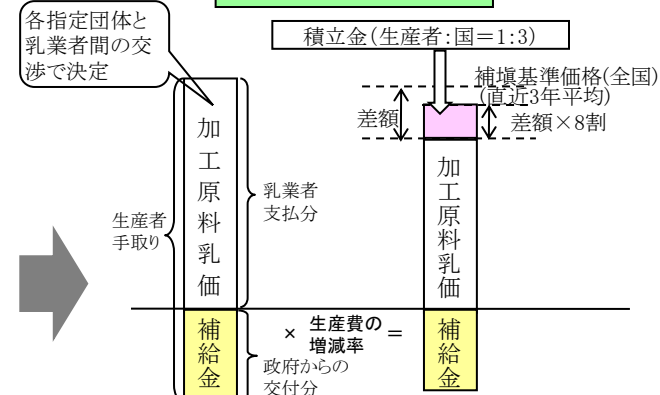 各指定団体と
乳業者間の交
渉で決定
積立金(生産者:国=1:3)
補塡基準価格(全国)
(直近3年平均)
差額
差額×8割
加工原料乳価
乳業者
支払分
生産者
手取り
加工原料乳価
補給金
× 生産費の
増減率
=
政府からの
交付分
補給金